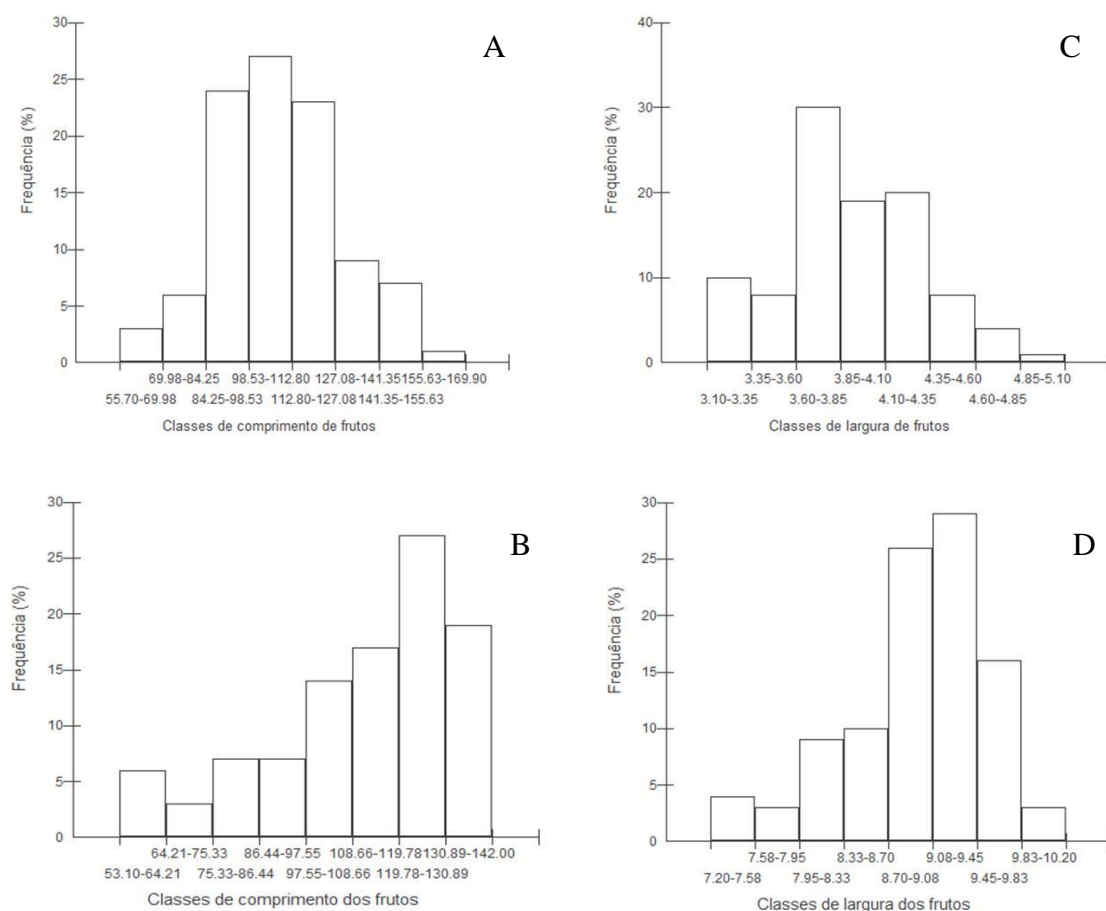 A
Frequência (%)
30
25
20
15
10
5
0
69.98-84.25 98.53-112.80 127.08-141.35 155.63-169.90
55.70-69.98 84.25-98.53 112.80-127.08 141.35-155.63
Classes de comprimento de frutos
C
Frequência (%)
40
30
20
10
0
3.35-3.60 3.85-4.10 4.35-4.60 4.85-5.10
3.10-3.35 3.60-3.85 4.10-4.35 4.60-4.85
Classes de largura de frutos
B
Frequência (%)
30
25
20
15
10
5
0
64.21-75.33 86.44-97.55 108.66-119.78 130.89-142.00
53.10-64.21 75.33-86.44 97.55-108.66 119.78-130.89
Classes de comprimento dos frutos
D
Frequência (%)
30
25
20
15
10
5
0
7.58-7.95 8.33-8.70 9.08-9.45 9.83-10.20
7.20-7.58 7.95-8.33 8.70-9.08 9.45-9.83
Classes de largura dos frutos